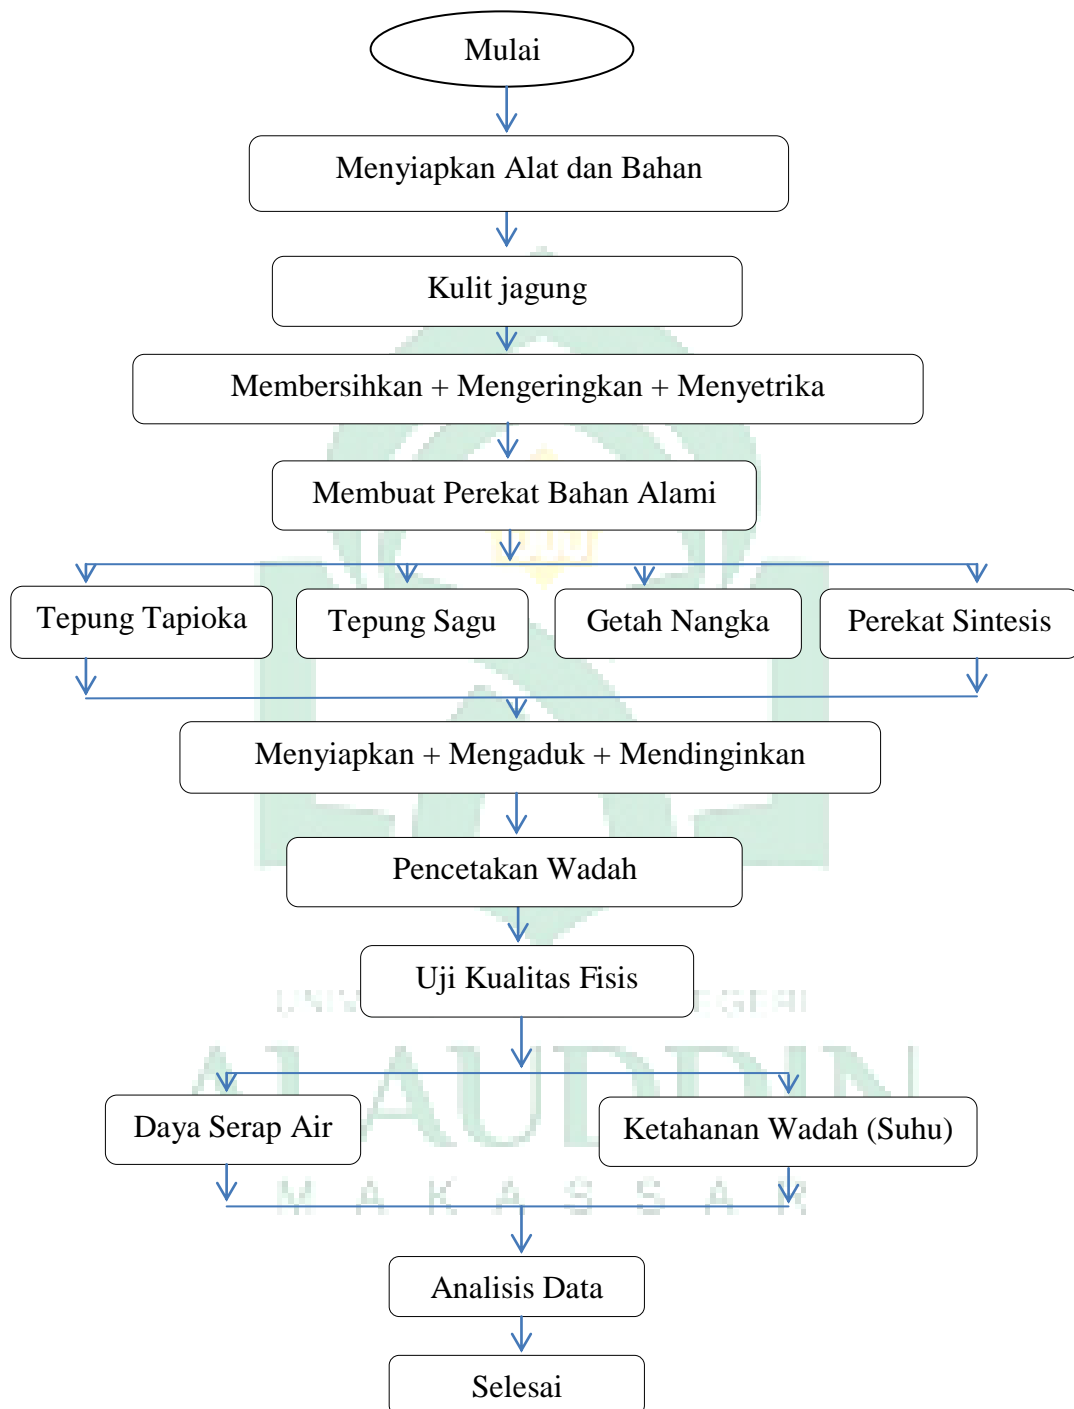 Mulai
Menyiapkan Alat dan Bahan
Kulit jagung
Membersihkan + Mengeringkan + Menyetrika
Membuat Perekat Bahan Alami
Tepung Tapioka
Tepung Sagu
Getah Nangka
Perekat Sintesis
Menyiapkan + Mengaduk + Mendinginkan
Pencetakan Wadah
Uji Kualitas Fisis
ALAUDDIN
Daya Serap Air
Ketahanan Wadah (Suhu)
MAKASSAR
Analisis Data
Selesai